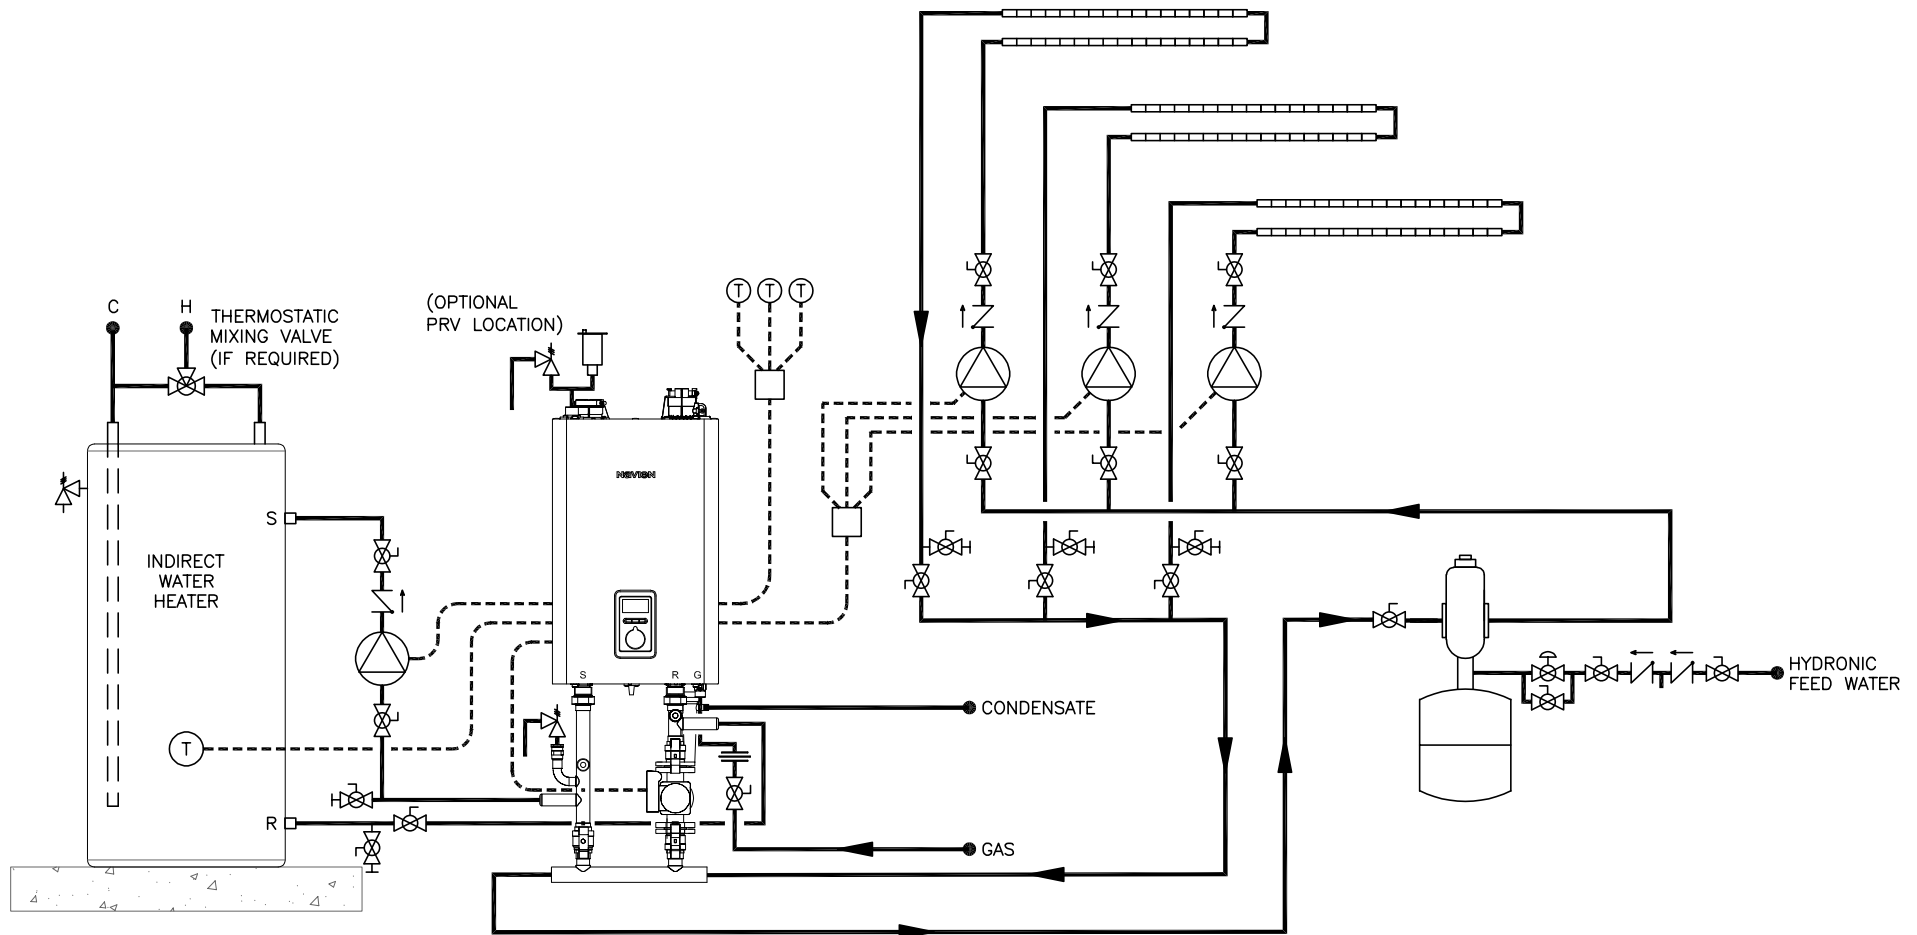 C
H
THERMOSTATIC
MIXING VALVE
(IF REQUIRED)
(OPTIONAL
PRV LOCATION)
T T T
NAVIEN
S
INDIRECT
WATER
HEATER
S R G
HYDRONIC
FEED WATER
CONDENSATE
T
R
GAS